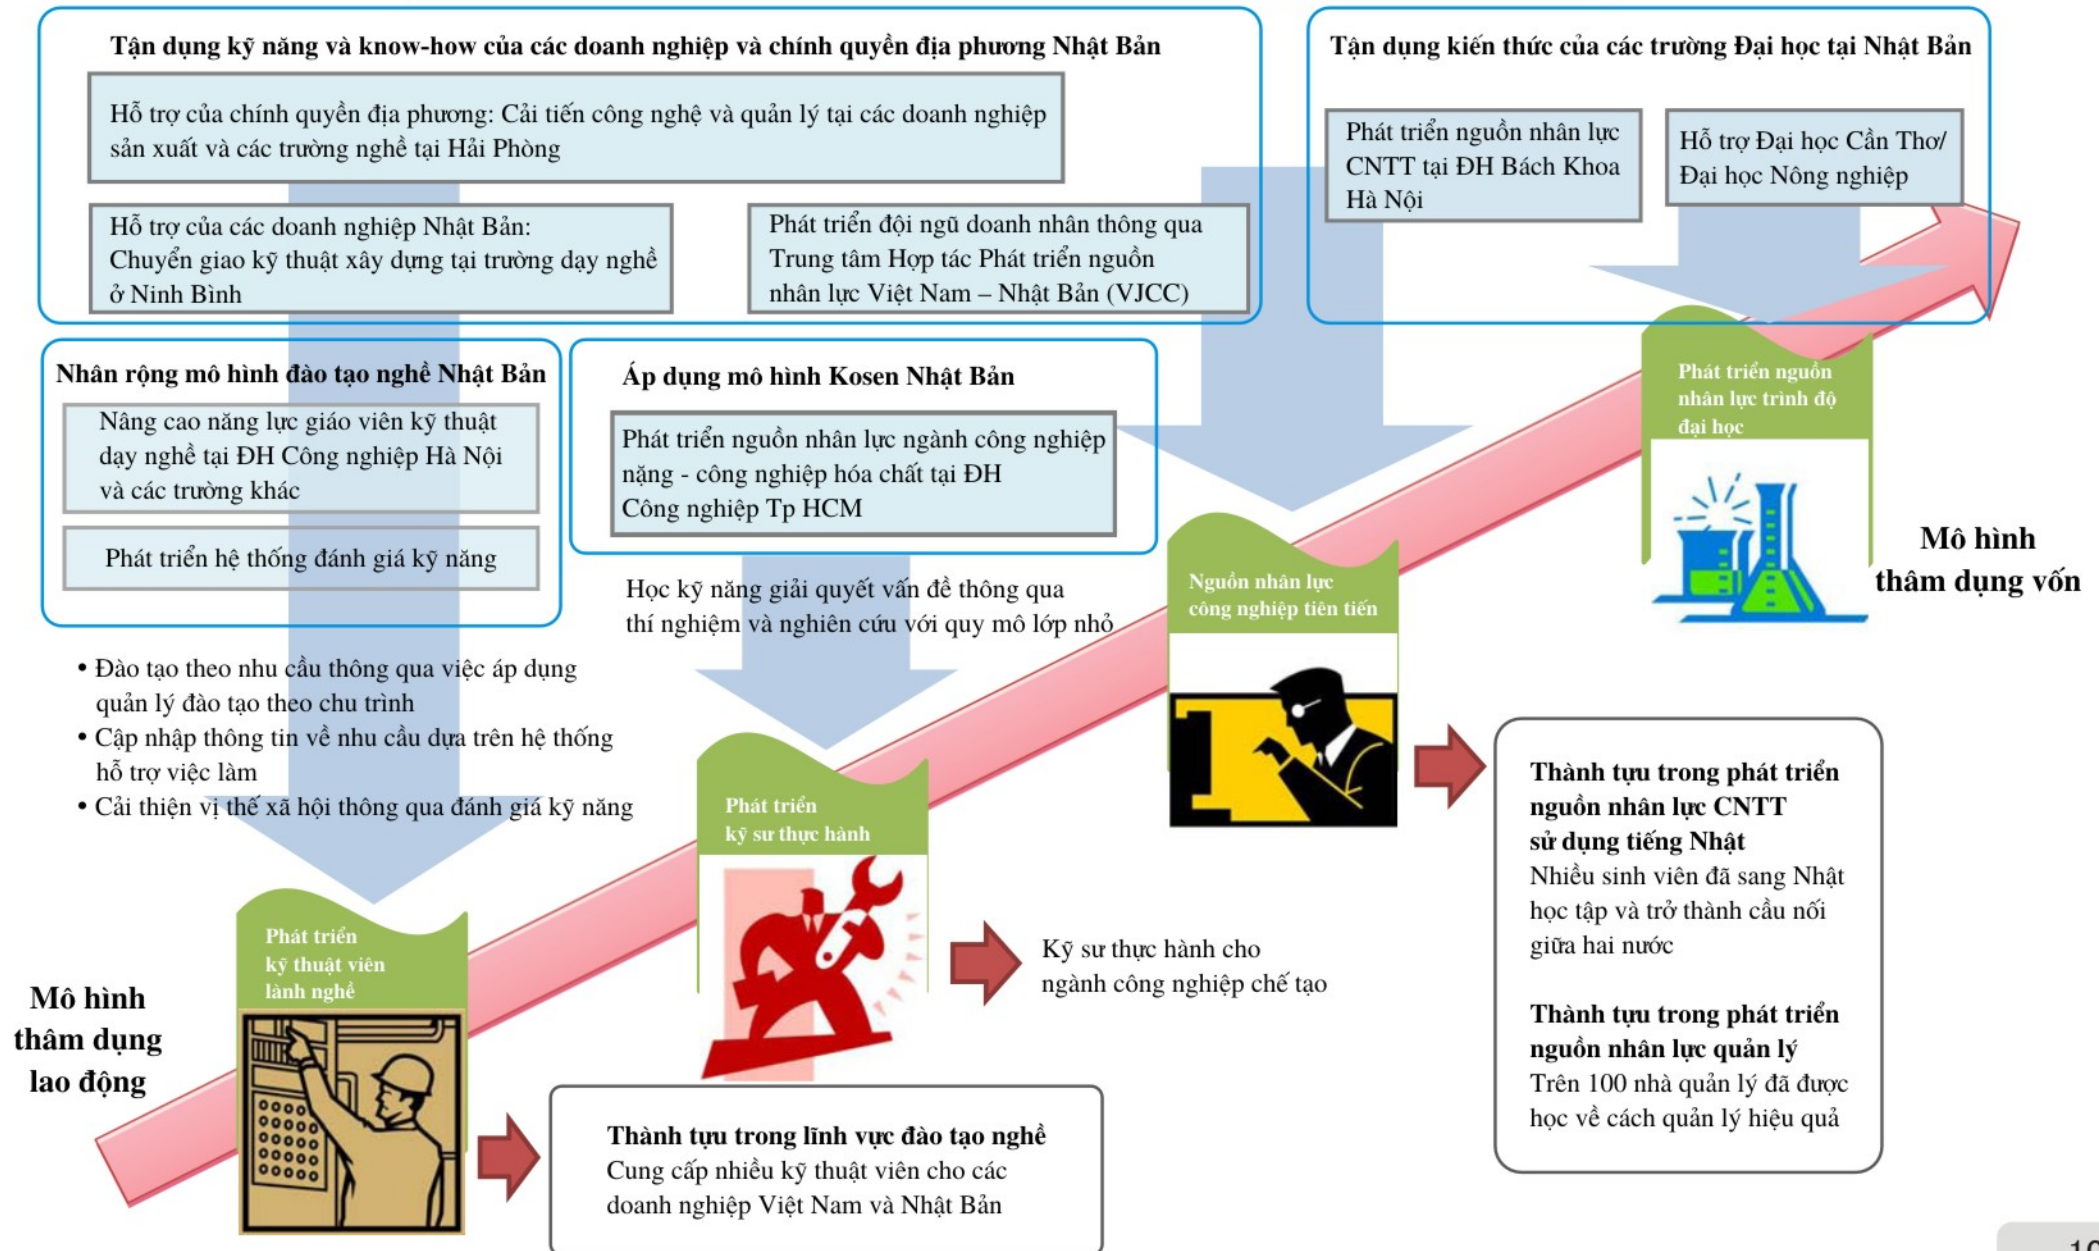 Tận dụng kỹ năng và know-how của các doanh nghiệp và chính quyền địa phương Nhật Bản
Hỗ trợ của chính quyền địa phương: Cải tiến công nghệ và quản lý tại các doanh nghiệp
sản xuất và các trường nghề tại Hải Phòng
Hỗ trợ của các doanh nghiệp Nhật Bản:
Chuyển giao kỹ thuật xây dựng tại trường dạy nghề
ở Ninh Bình
Phát triển đội ngũ doanh nhân thông qua
Trung tâm Hợp tác Phát triển nguồn
nhân lực Việt Nam – Nhật Bản (VJCC)
Tận dụng kiến thức của các trường Đại học tại Nhật Bản
Phát triển nguồn nhân lực
CNTT tại ĐH Bách Khoa
Hà Nội
Hỗ trợ Đại học Cần Thơ/
Đại học Nông nghiệp
Nhân rộng mô hình đào tạo nghề Nhật Bản
Nâng cao năng lực giáo viên kỹ thuật
dạy nghề tại ĐH Công nghiệp Hà Nội
và các trường khác
Phát triển hệ thống đánh giá kỹ năng
Áp dụng mô hình Kosen Nhật Bản
Phát triển nguồn nhân lực ngành công nghiệp
nặng - công nghiệp hóa chất tại ĐH
Công nghiệp Tp HCM
Học kỹ năng giải quyết vấn đề thông qua
thí nghiệm và nghiên cứu với quy mô lớp nhỏ
• Đào tạo theo nhu cầu thông qua việc áp dụng
quản lý đào tạo theo chu trình
• Cập nhập thông tin về nhu cầu dựa trên hệ thống
hỗ trợ việc làm
• Cải thiện vị thế xã hội thông qua đánh giá kỹ năng
Phát triển nguồn
nhân lực trình độ
đại học
Mô hình
thâm dụng vốn
Nguồn nhân lực
công nghiệp tiên tiến
Thành tựu trong phát triển
nguồn nhân lực CNTT
sử dụng tiếng Nhật
Nhiều sinh viên đã sang Nhật
học tập và trở thành cầu nối
giữa hai nước
Thành tựu trong phát triển
nguồn nhân lực quản lý
Trên 100 nhà quản lý đã được
học về cách quản lý hiệu quả
Phát triển
kỹ sư thực hành
Kỹ sư thực hành cho
ngành công nghiệp chế tạo
Phát triển
kỹ thuật viên
lành nghề
Mô hình
thâm dụng
lao động
Thành tựu trong lĩnh vực đào tạo nghề
Cung cấp nhiều kỹ thuật viên cho các
doanh nghiệp Việt Nam và Nhật Bản